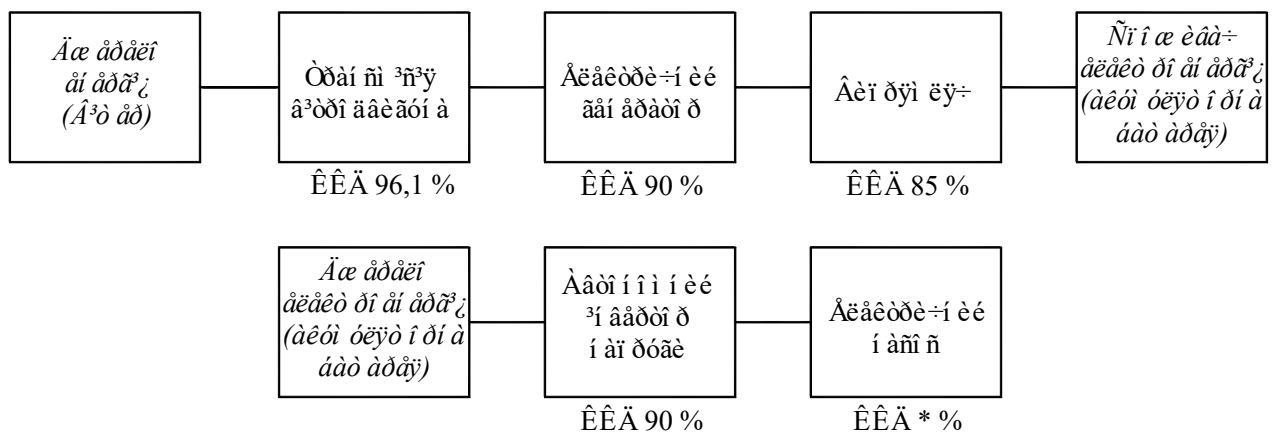 Äæ åðåëî
åí åðã³¿
(Â³ò åð)
Òðàí ñì ³ñ³ÿ
â³òðî äâèãóí à
ÊÊÄ 96,1 %
Åëåêòðè÷í èé
ãåí åðàòî ð
ÊÊÄ 90 %
Âèï ðÿì ëÿ÷
ÊÊÄ 85 %
Ñï î æ èâà÷
åëåêò ðî åí åðã³¿
(àêóì óëÿò î ðí à
áàò àðåÿ)
Äæ åðåëî
åëåêò ðî åí åðã³¿
(àêóì óëÿò î ðí à
áàò àðåÿ)
Àâòî í î ì í èé
³í âåðòî ð
í àï ðóãè
ÊÊÄ 90 %
Åëåêòðè÷í èé
í àñî ñ
ÊÊÄ * %